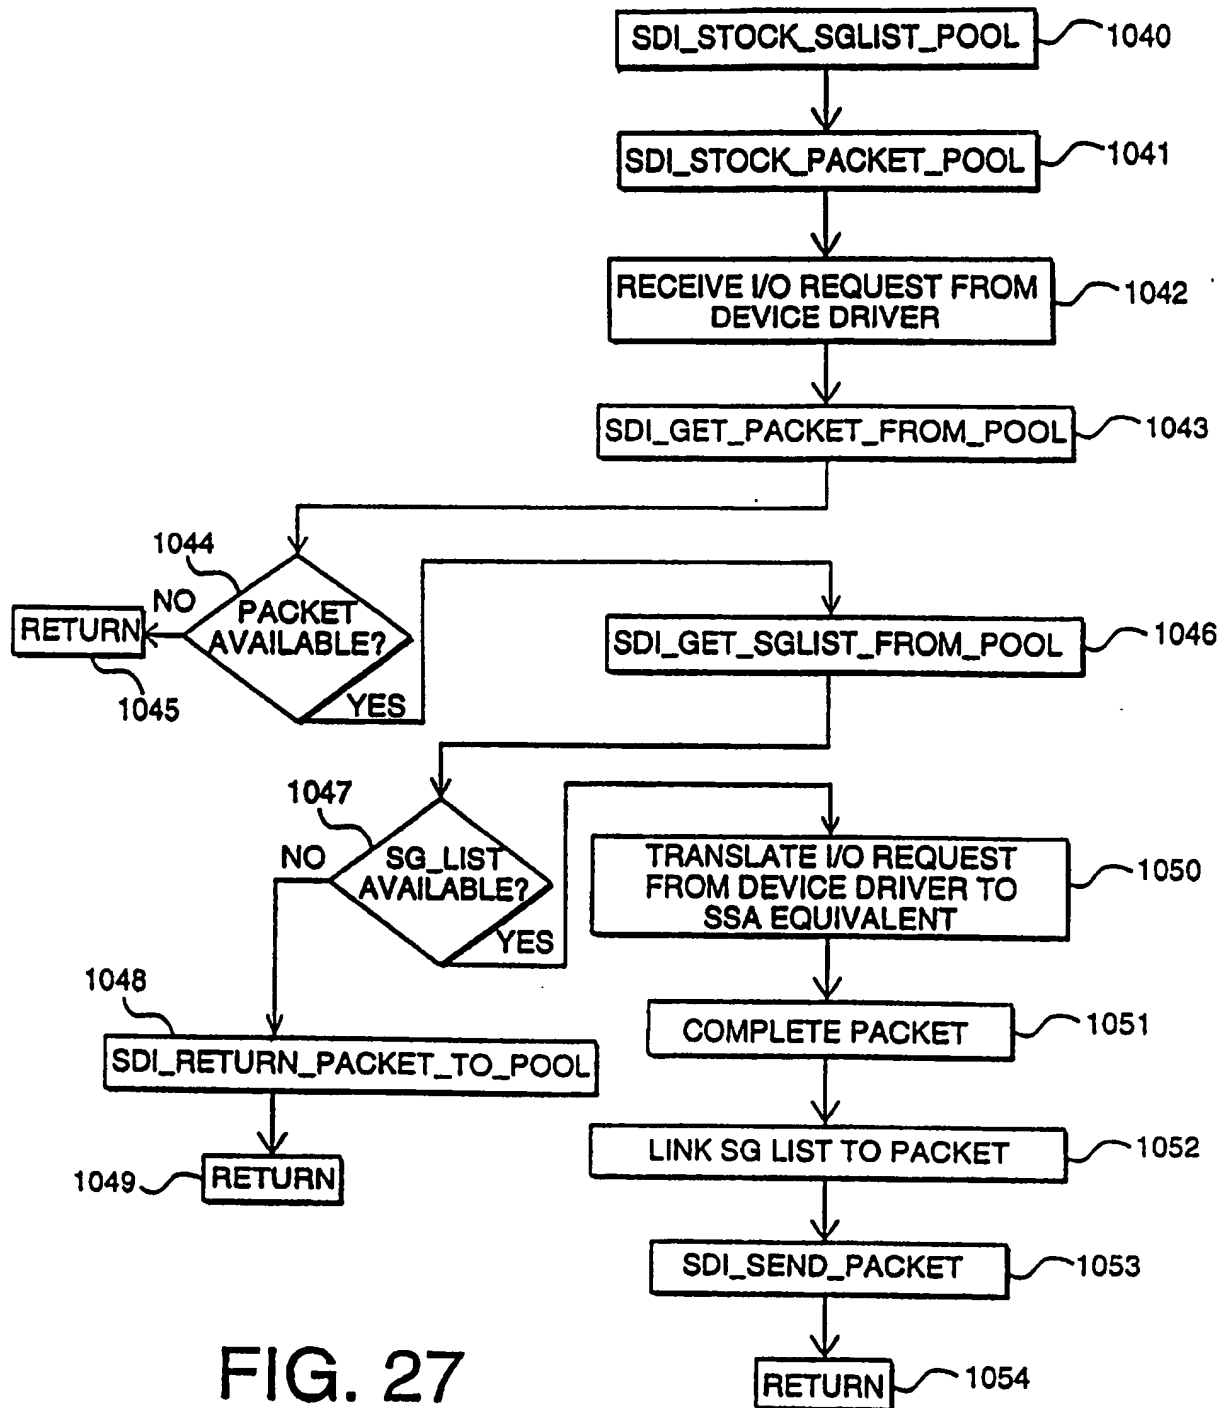 SDI_STOCK_SGLIST_POOL
1040
SDI_STOCK_PACKET_POOL
1041
RECEIVE I/O REQUEST FROM
DEVICE DRIVER
1042
SDI_GET_PACKET_FROM_POOL
1043
1044
NO
PACKET
AVAILABLE?
YES
RETURN
1045
SDI_GET_SGLIST_FROM_POOL
1046
1047
NO
SG_LIST
AVAILABLE?
YES
TRANSLATE I/O REQUEST
FROM DEVICE DRIVER TO
SSA EQUIVALENT
1050
1048
SDI_RETURN_PACKET_TO_POOL
COMPLETE PACKET
1051
1049
RETURN
LINK SG LIST TO PACKET
1052
SDI_SEND_PACKET
1053
RETURN
1054
FIG. 27